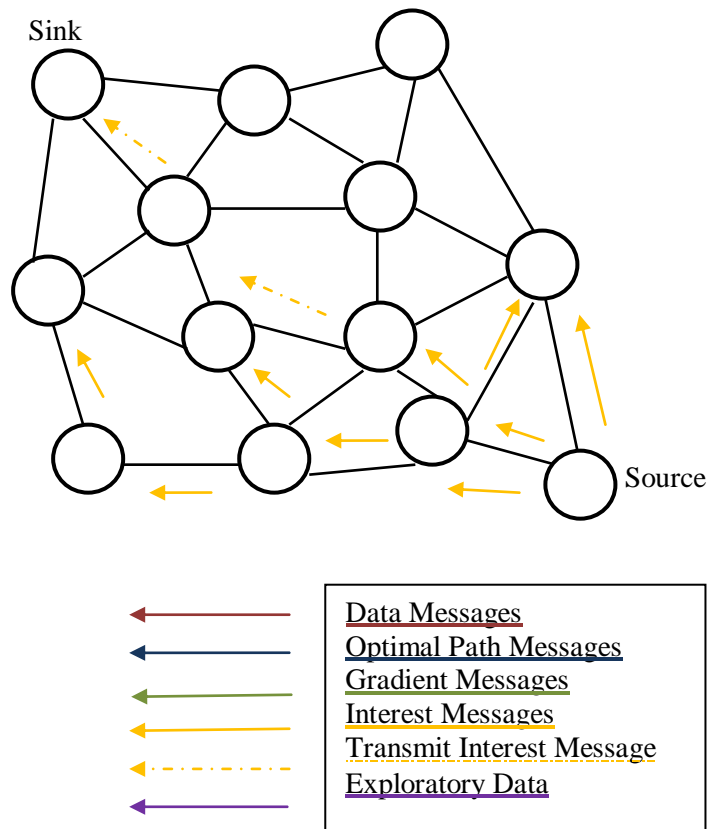 Sink
Source
Data Messages
Optimal Path Messages
Gradient Messages
Interest Messages
Transmit Interest Message
Exploratory Data